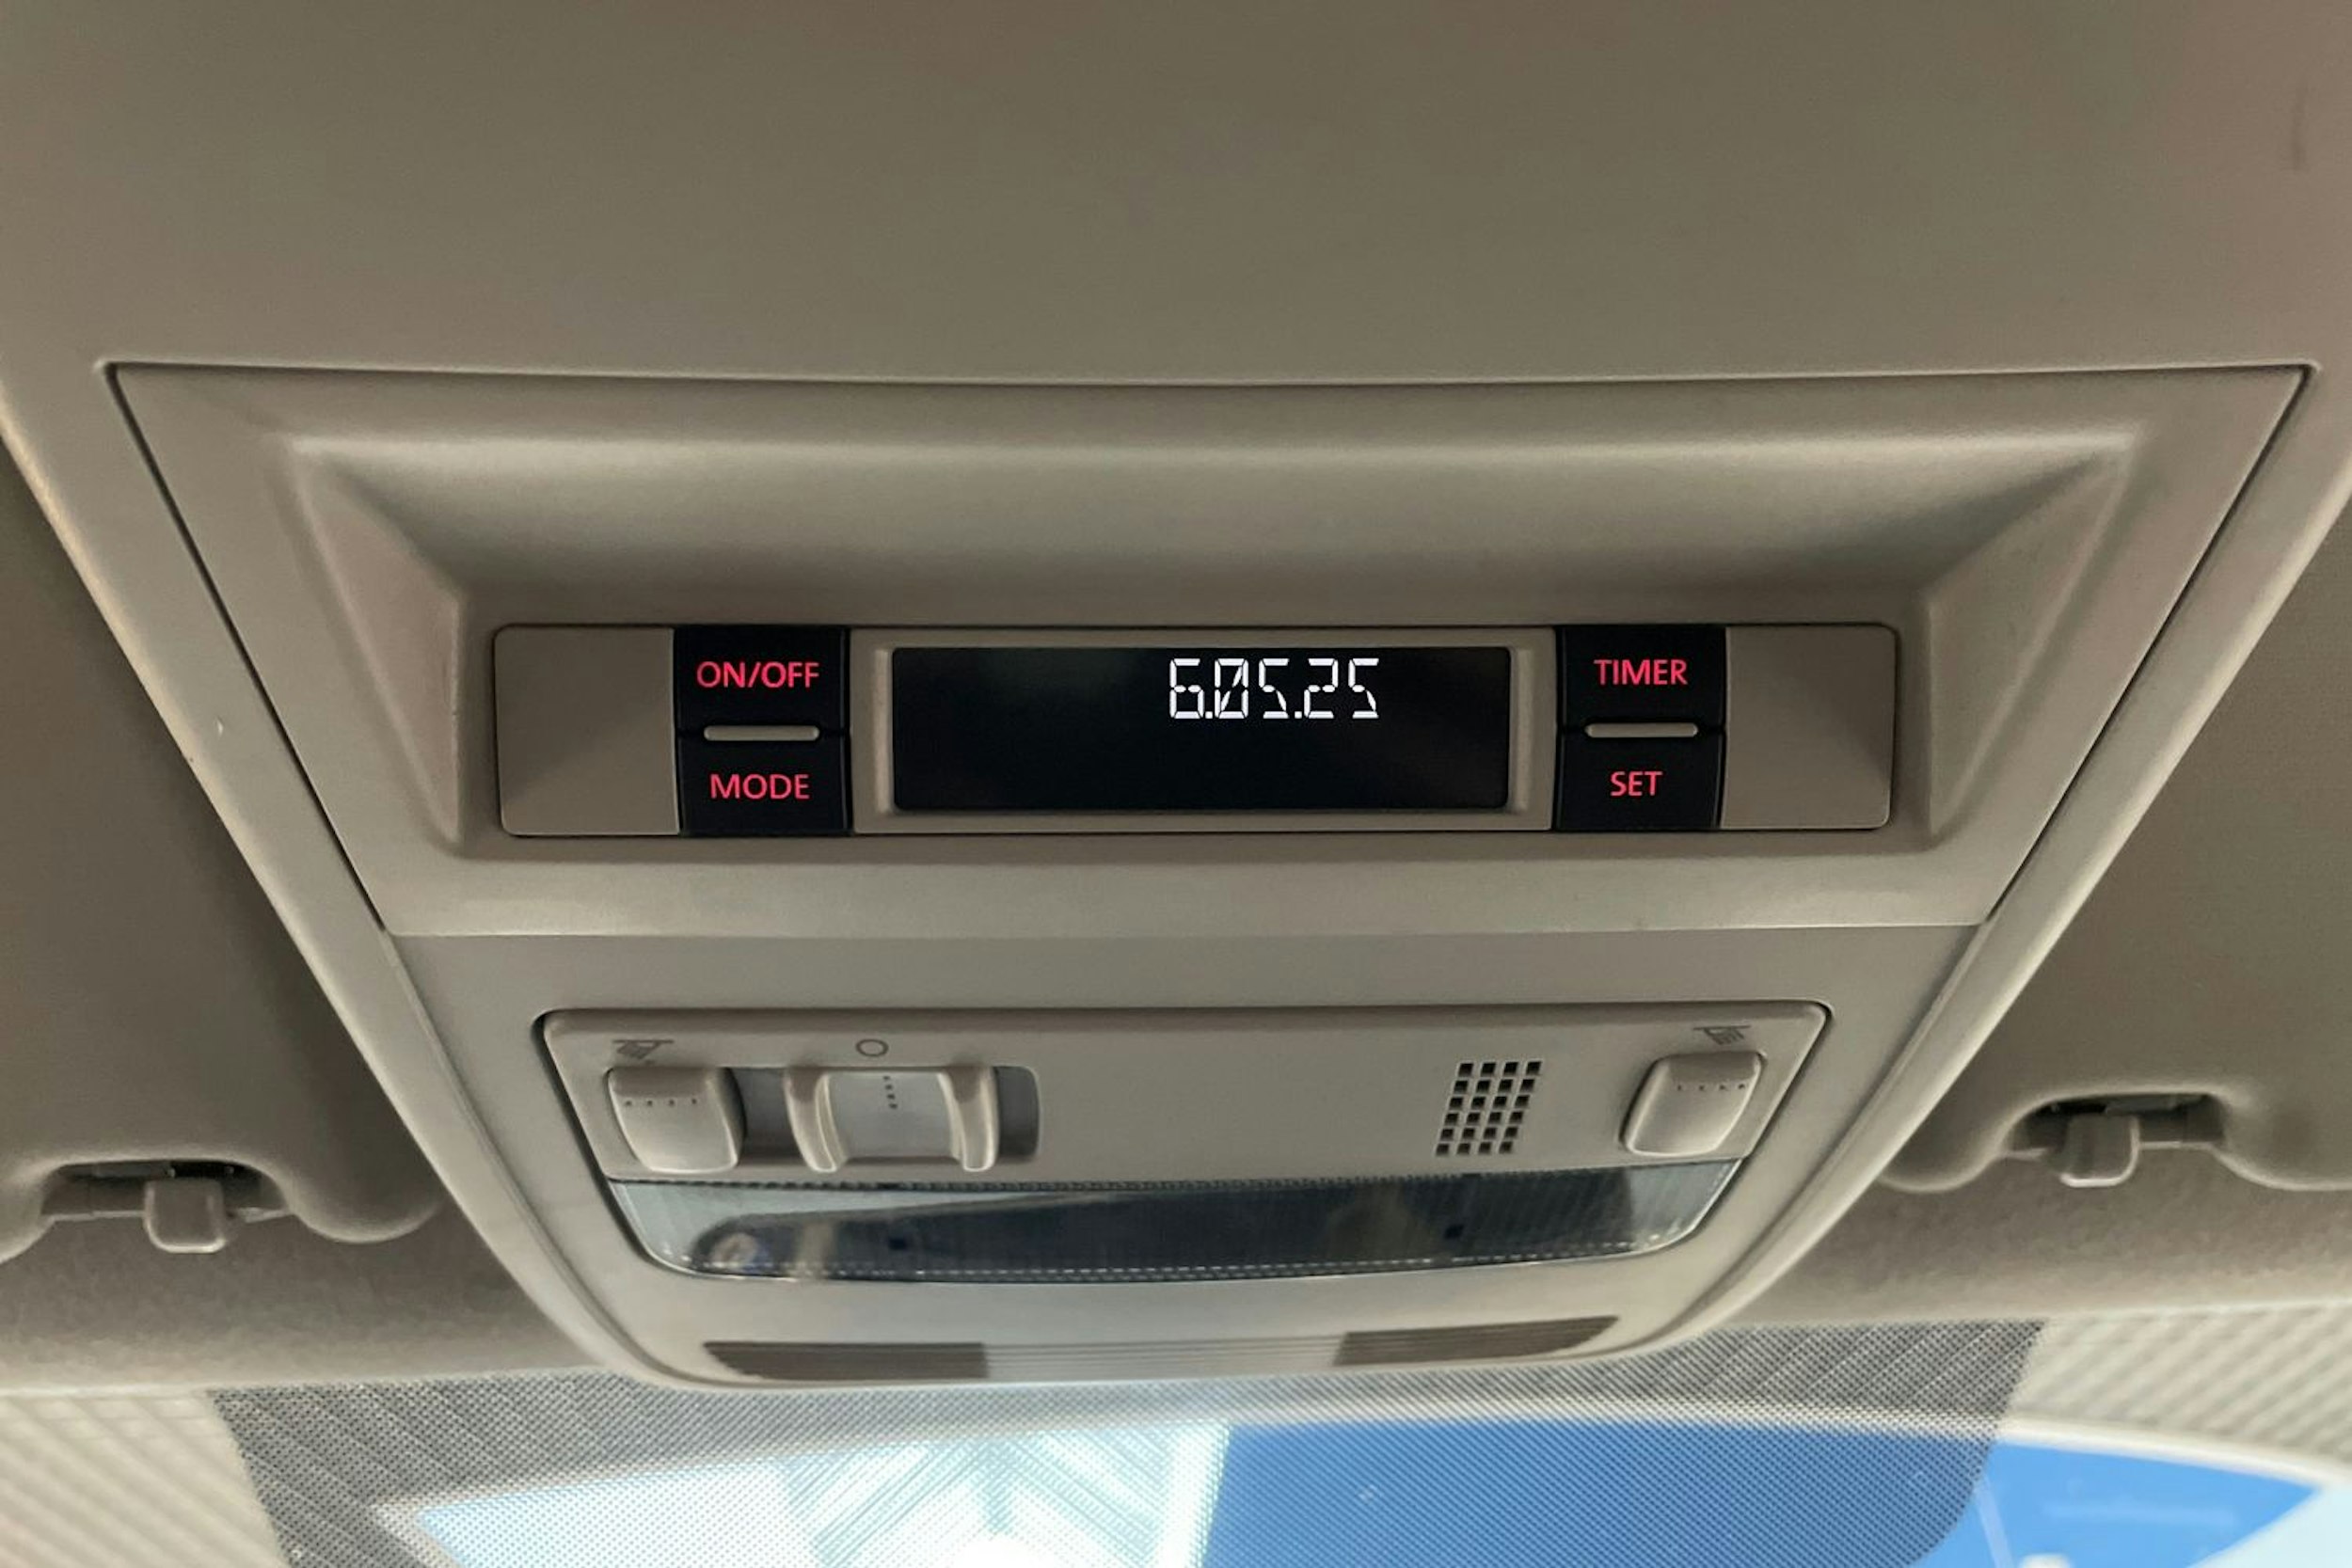 ON/OFF
MODE
6.05.25
TIMER
SET